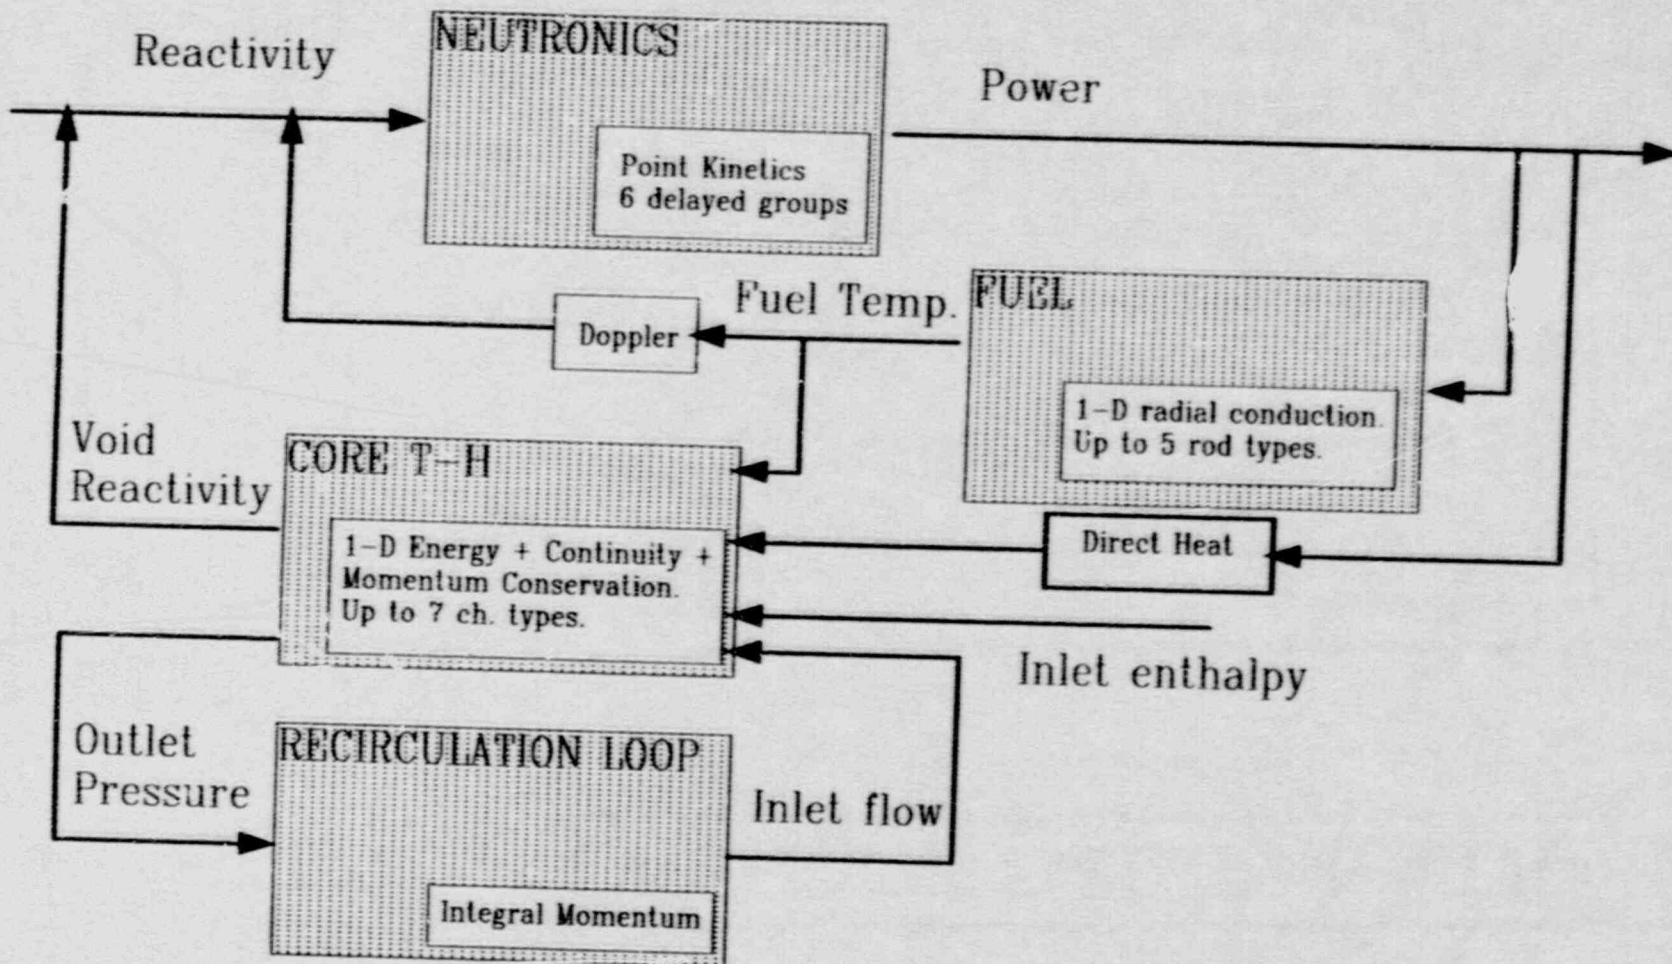 Reactivity
NEUTRONICS
Power
Point Kinetics
6 delayed groups
Fuel Temp.
FUEL
Doppler
1-D radial conduction.
Up to 5 rod types.
Void
Reactivity
CORE T-H
1-D Energy + Continuity +
Momentum Conservation.
Up to 7 ch. types.
Direct Heat
Inlet enthalpy
Outlet
Pressure
RECIRCULATION LOOP
Inlet flow
Integral Momentum